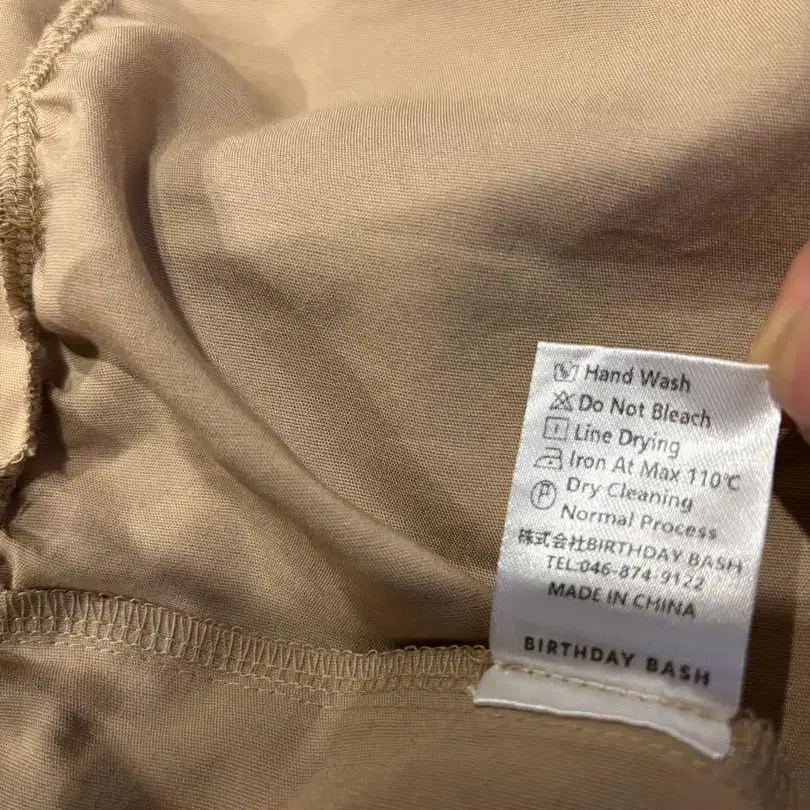 Hand Wash
Do Not Bleach
Line Drying
Iron At Max 110℃
Dry Cleaning
Normal Process
株式会社BIRTHDAY BASH
TEL:046-874-9122
MADE IN CHINA
BIRTHDAY BASH